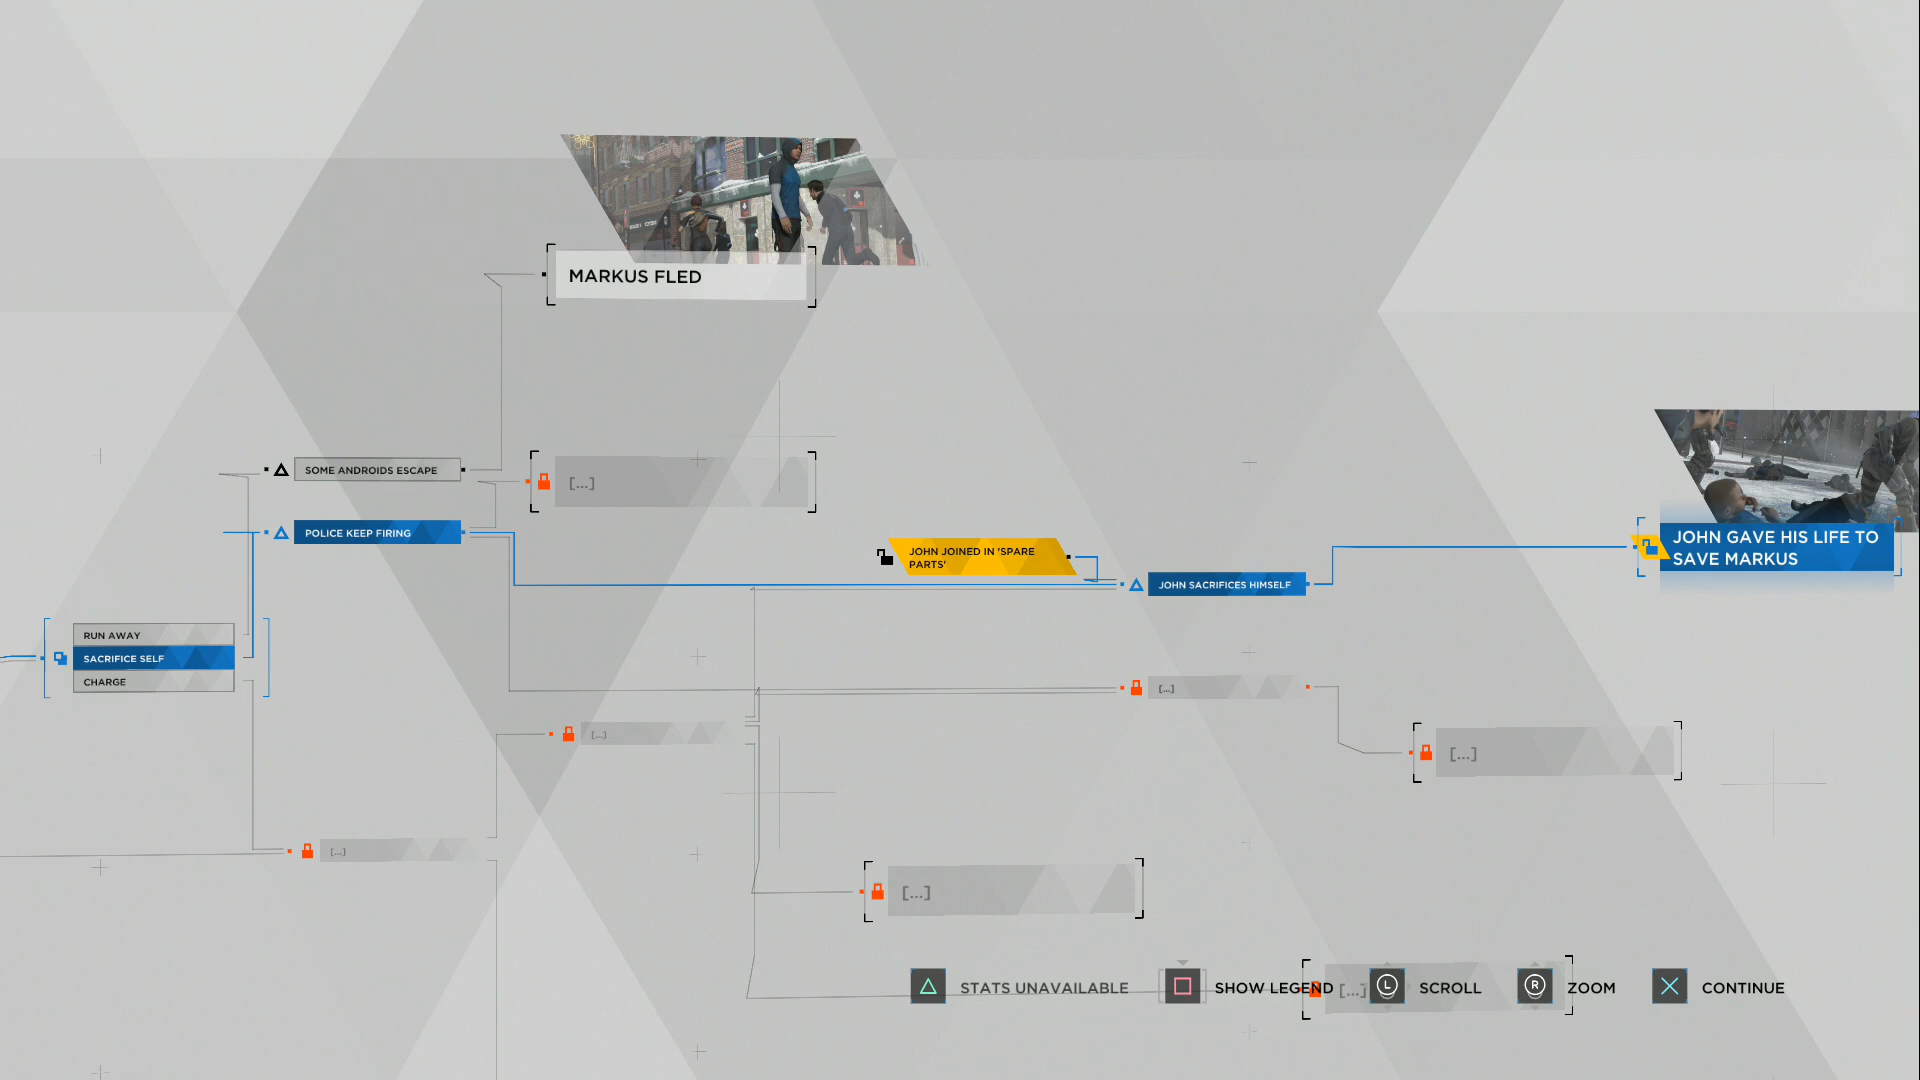 MARKUS FLED
SOME ANDROIDS ESCAPE
[...]
POLICE KEEP FIRING
JOHN JOINED IN 'SPARE
PARTS'
JOHN SACRIFICES HIMSELF
JOHN GAVE HIS LIFE TO
SAVE MARKUS
RUN AWAY
SACRIFICE SELF
CHARGE
[...]
[...]
[...]
[...]
[...]
[...]
STATS UNAVAILABLE
SHOW LEGEND
L
SCROLL
R
ZOOM
CONTINUE